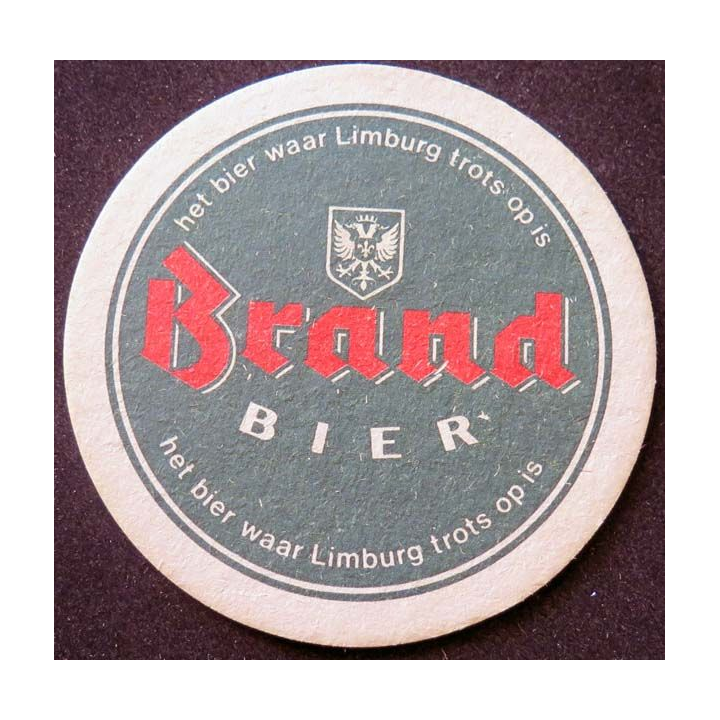 het bier waar Limburg trots op is
Brand
BIER
het bier waar Limburg trots op is